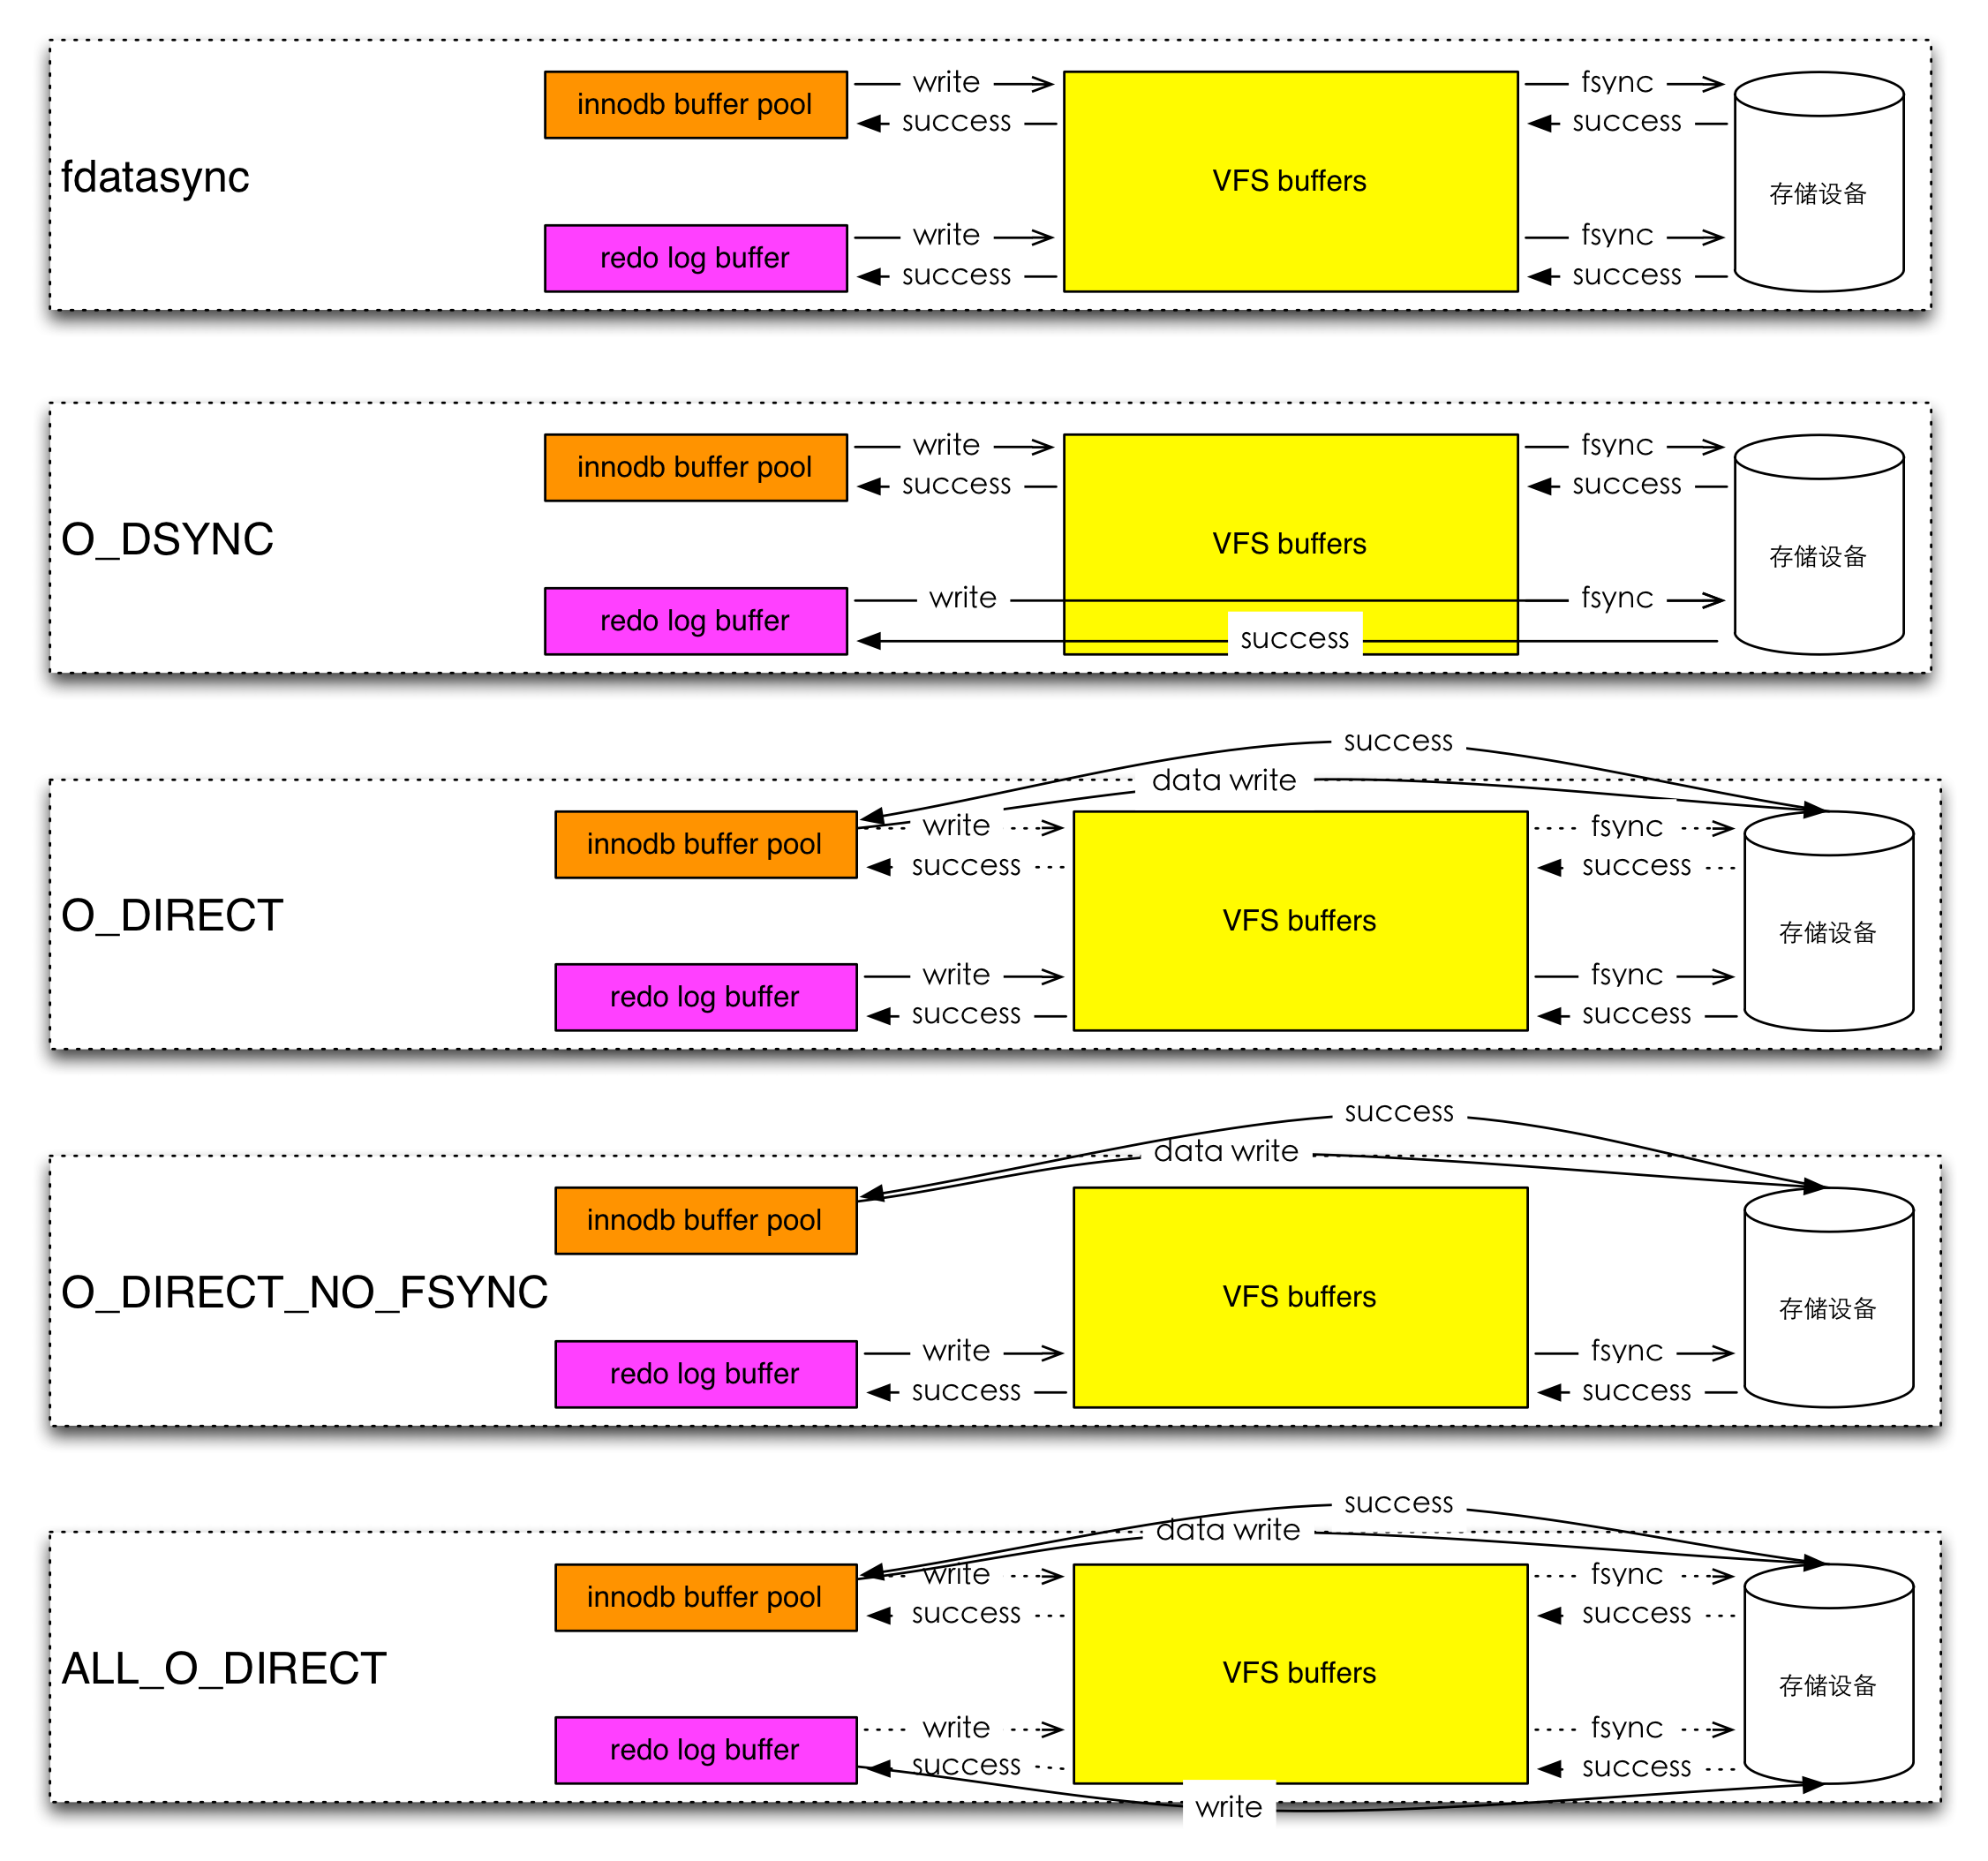 innodb buffer pool
write
success
fsync
success
fdatasync
VFS buffers
存储设备
redo log buffer
write
success
fsync
success
innodb buffer pool
write
success
fsync
success
O_DSYNC
VFS buffers
存储设备
redo log buffer
write
fsync
success
success
data write
innodb buffer pool
write
success
fsync
success
O_DIRECT
VFS buffers
存储设备
redo log buffer
write
success
fsync
success
success
data write
innodb buffer pool
O_DIRECT_NO_FSYNC
VFS buffers
存储设备
redo log buffer
write
success
fsync
success
success
data write
innodb buffer pool
write
success
fsync
success
ALL_O_DIRECT
VFS buffers
存储设备
redo log buffer
write
success
fsync
success
write